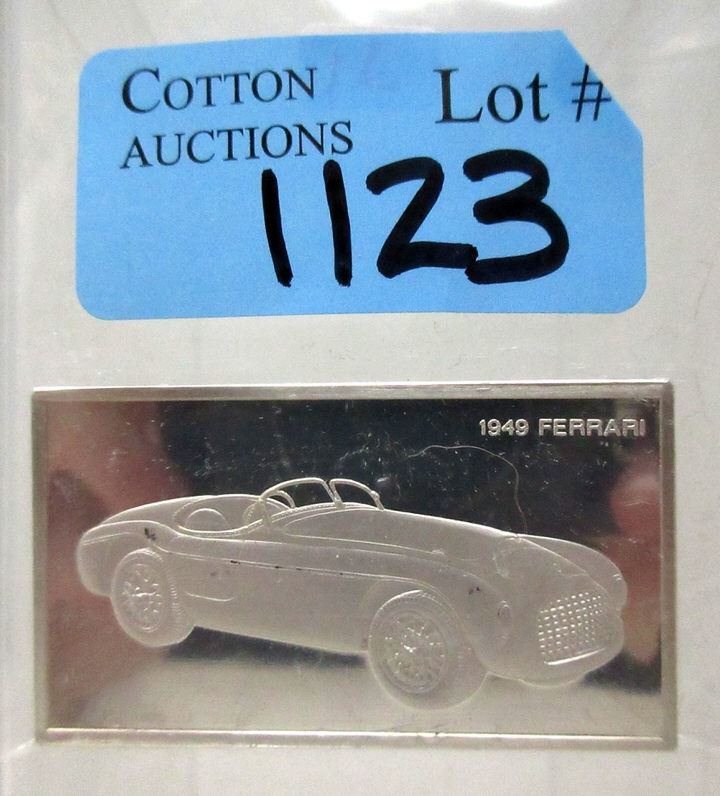 COTTON Lot #
AUCTIONS
1123
1949 FERRARI